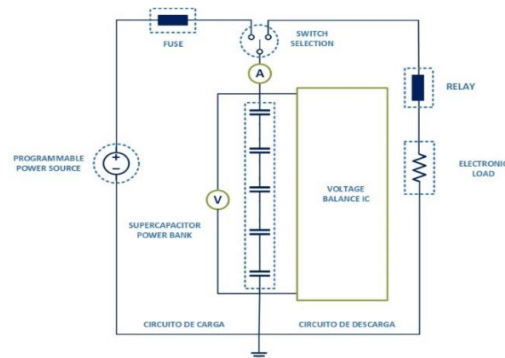 FUSE
SWITCH
SELECTION
A
RELAY
PROGRAMMABLE
POWER SOURCE
ELECTRONIC
LOAD
VOLTAGE
BALANCE IC
V
SUPERCAPACITOR
POWER BANK
CIRCUITO DE CARGA
CIRCUITO DE DESCARGA